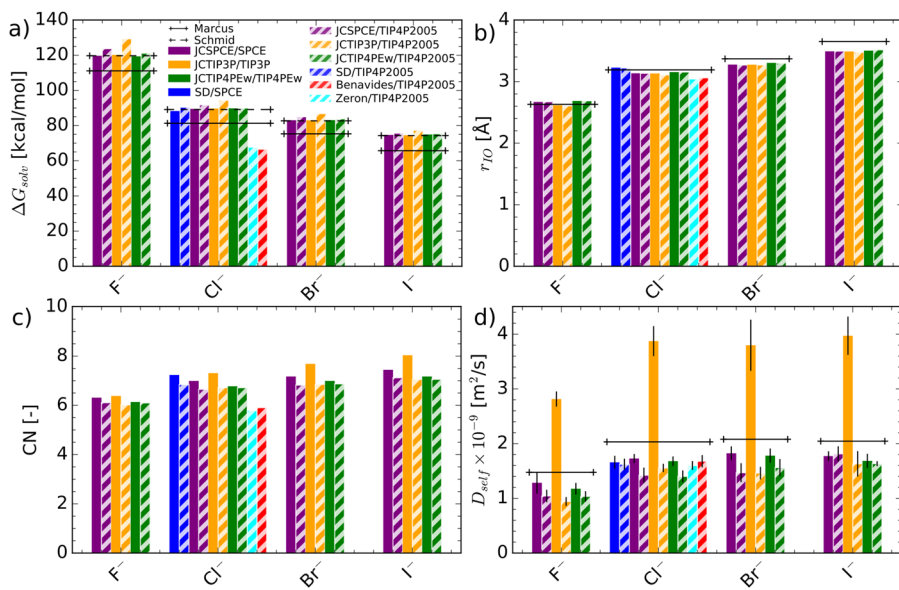 a)
ΔG_solv [kcal/mol]
140
120
100
80
60
40
20
0
F⁻
Cl⁻
Br⁻
I⁻
Marcus
Schmid
JCSPCE/SPCE
JCTIP3P/TIP3P
JCTIP4PEw/TIP4PEw
SD/SPCE
JCSPCE/TIP4P2005
JCTIP3P/TIP4P2005
JCTIP4PEw/TIP4P2005
SD/TIP4P2005
Benavides/TIP4P2005
Zeron/TIP4P2005
b)
r_IO [Å]
4
3
2
1
0
F⁻
Cl⁻
Br⁻
I⁻
c)
CN [-]
10
8
6
4
2
0
F⁻
Cl⁻
Br⁻
I⁻
d)
D_self × 10⁻⁹ [m²/s]
5
4
3
2
1
0
F⁻
Cl⁻
Br⁻
I⁻